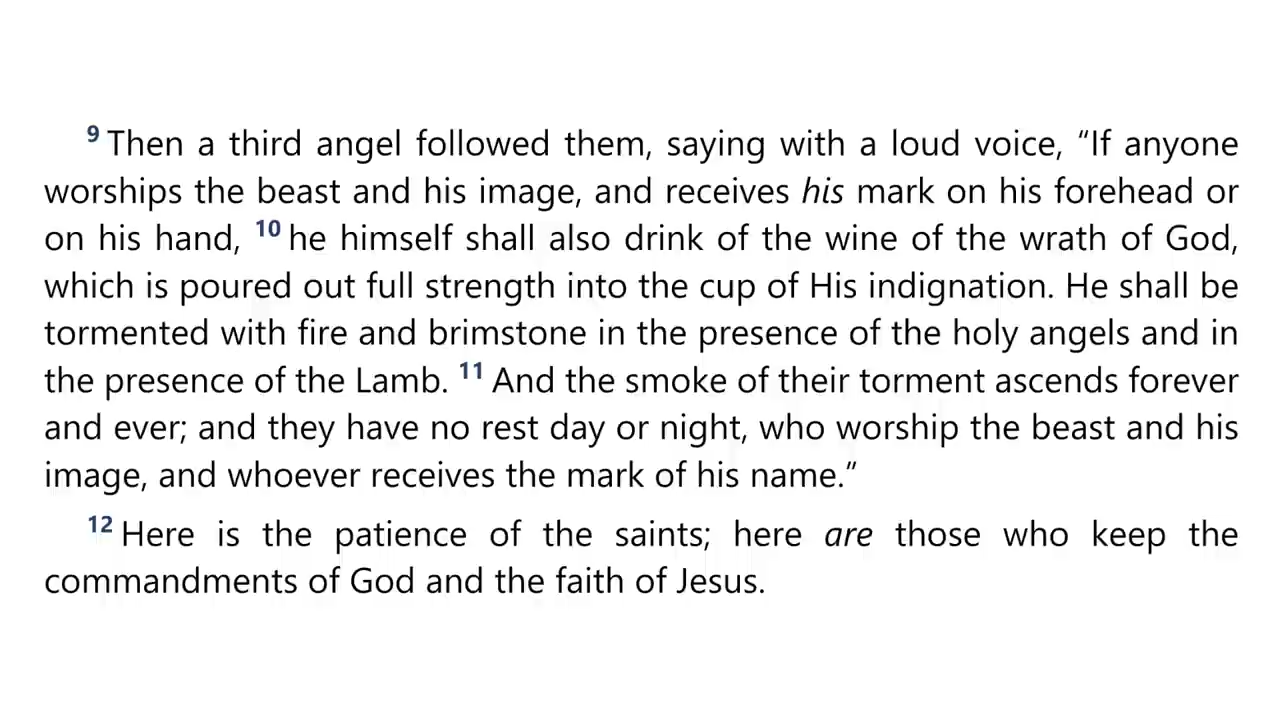 9 Then a third angel followed them, saying with a loud voice, “If anyone
worships the beast and his image, and receives his mark on his forehead or
on his hand, 10 he himself shall also drink of the wine of the wrath of God,
which is poured out full strength into the cup of His indignation. He shall be
tormented with fire and brimstone in the presence of the holy angels and in
the presence of the Lamb. 11 And the smoke of their torment ascends forever
and ever; and they have no rest day or night, who worship the beast and his
image, and whoever receives the mark of his name.”
12 Here is the patience of the saints; here are those who keep the
commandments of God and the faith of Jesus.